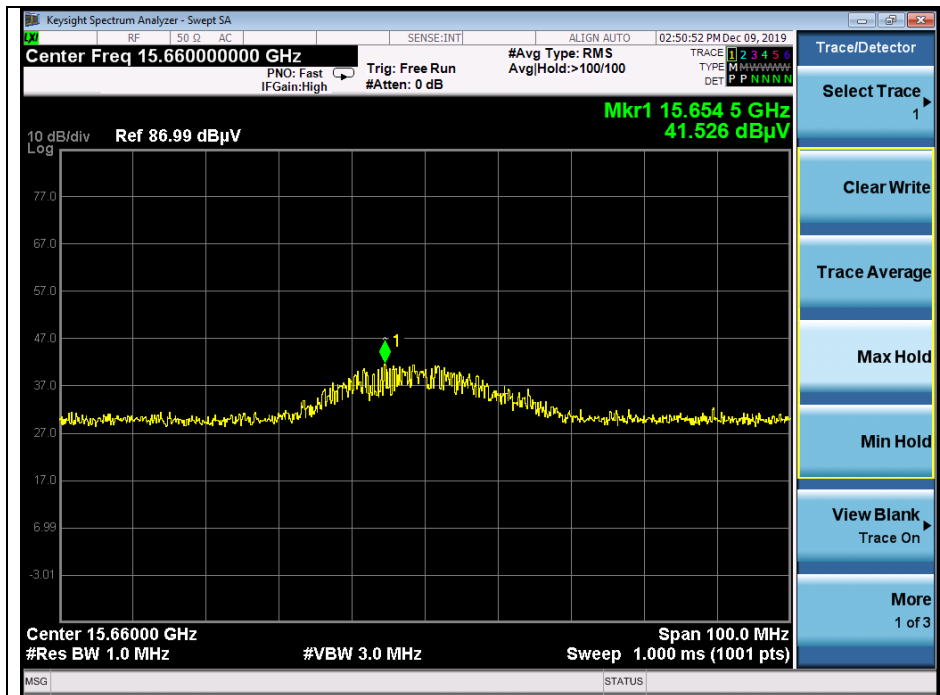 Keysight Spectrum Analyzer - Swept SA
LXI RF 50 Ω AC SENSE:INT ALIGN AUTO 02:50:52 PM Dec 09, 2019
Center Freq 15.660000000 GHz
PNO: Fast
IFGain:High
Trig: Free Run
#Atten: 0 dB
#Avg Type: RMS
Avg|Hold:>100/100
TRACE 1 2 3 4 5 6
TYPE M M W W W W
DET P P N N N N
Mkr1 15.654 5 GHz
41.526 dBµV
10 dB/div Ref 86.99 dBµV
Log
77.0
67.0
57.0
47.0
37.0
27.0
17.0
6.99
-3.01
1
Center 15.66000 GHz Span 100.0 MHz
#Res BW 1.0 MHz #VBW 3.0 MHz Sweep 1.000 ms (1001 pts)
MSG STATUS
Trace/Detector
Select Trace
1
Clear Write
Trace Average
Max Hold
Min Hold
View Blank
Trace On
More
1 of 3